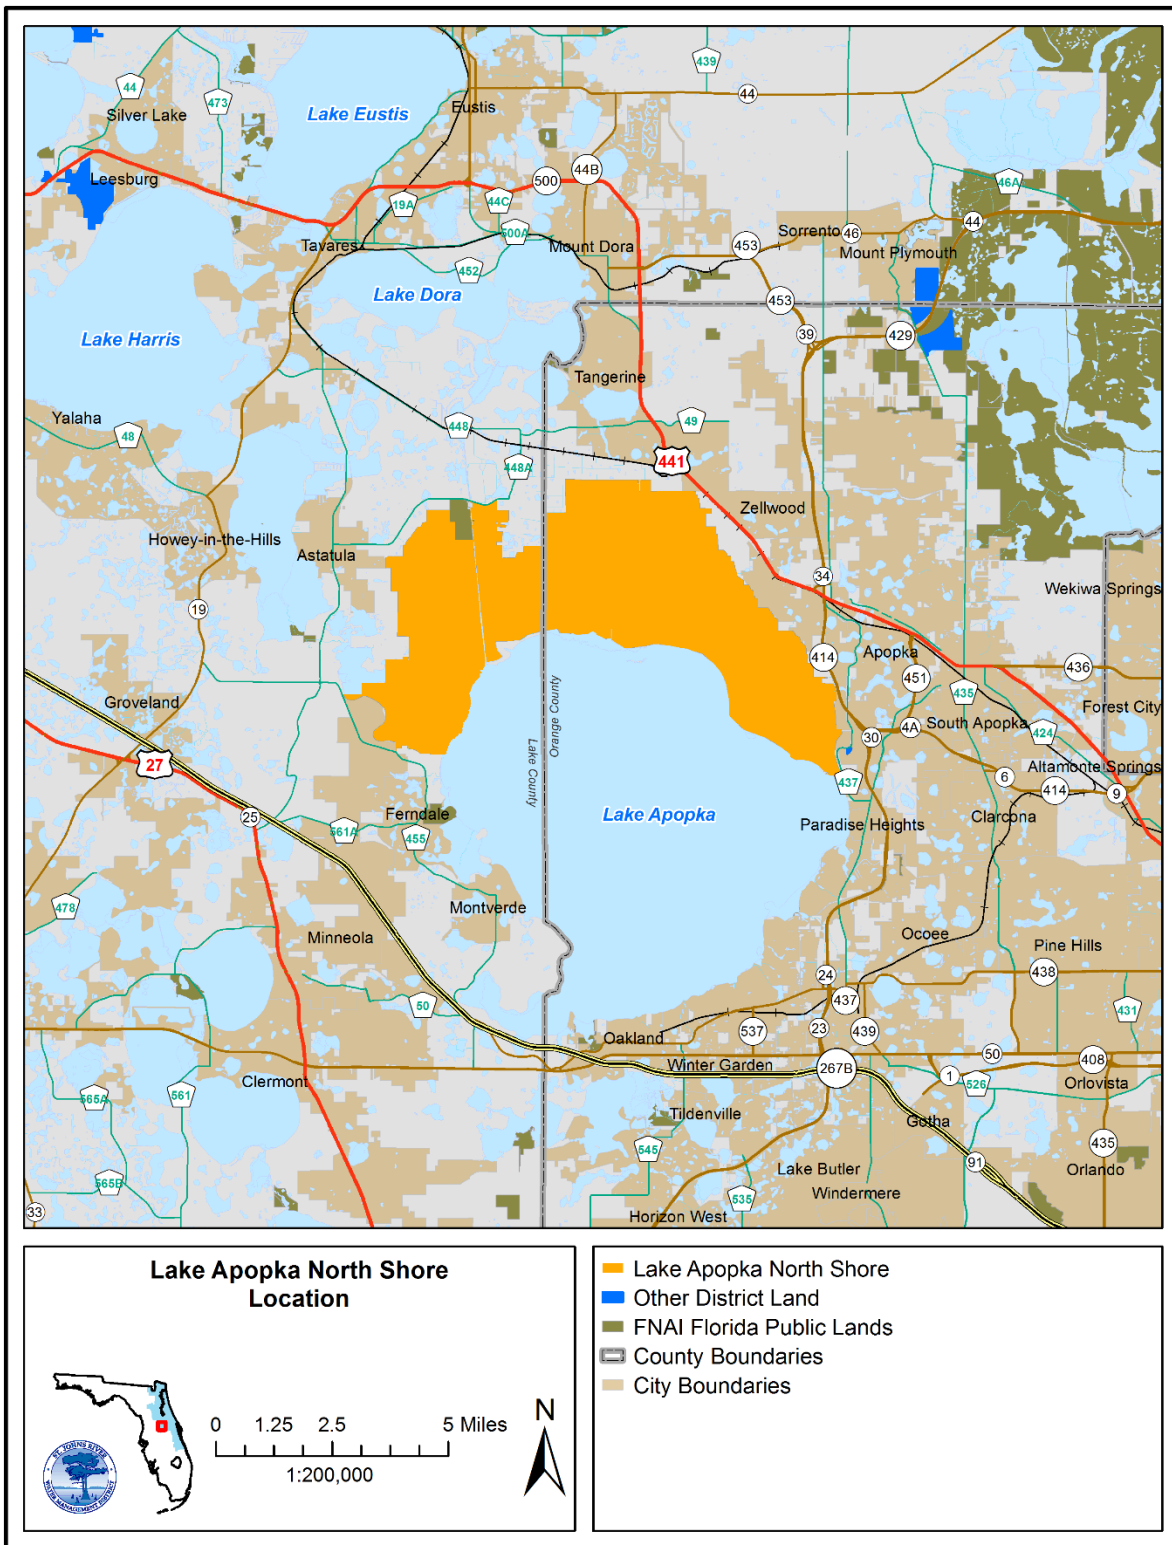 439
44
44
473
Silver Lake
Lake Eustis
Eustis
Leesburg
500
44B
46A
19A
44C
500A
44
Sorrento
46
Tavares
Mount Dora
453
Mount Plymouth
452
Lake Dora
453
39
429
Lake Harris
Tangerine
Yalaha
48
448
49
448A
441
Zellwood
Howey-in-the-Hills
Astatula
34
Wekiwa Springs
19
414
Apopka
436
451
435
Groveland
Forest City
South Apopka
4A
424
30
Orange County
Lake County
27
6
Altamonte Springs
437
414
9
25
Ferndale
Lake Apopka
Clarcona
561A
455
Paradise Heights
478
Montverde
Minneola
Ocoee
Pine Hills
24
438
50
437
431
Oakland
537
23
439
Winter Garden
267B
50
408
1
526
Orlovista
Clermont
565A
561
Tildenville
Gotha
545
91
435
Lake Butler
Orlando
565B
Windermere
535
33
Horizon West
Lake Apopka North Shore
Location
0 1.25 2.5 5 Miles
1:200,000
N
ST. JOHNS RIVER
WATER MANAGEMENT DISTRICT
Lake Apopka North Shore
Other District Land
FNAI Florida Public Lands
County Boundaries
City Boundaries